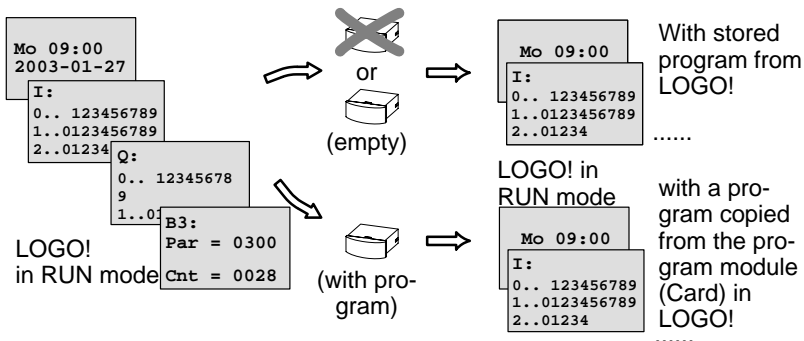 Mo 09:00
2003-01-27
I:
0.. 123456789
1..0123456789
2..01234
Q:
0.. 12345678
9
1..01
B3:
Par = 0300
Cnt = 0028
LOGO!
in RUN mode
or
(empty)
(with pro-
gram)
Mo 09:00
I:
0.. 123456789
1..0123456789
2..01234
With stored
program from
LOGO!
......
LOGO! in
RUN mode
Mo 09:00
I:
0.. 123456789
1..0123456789
2..01234
with a pro-
gram copied
from the pro-
gram module
(Card) in
LOGO!
......